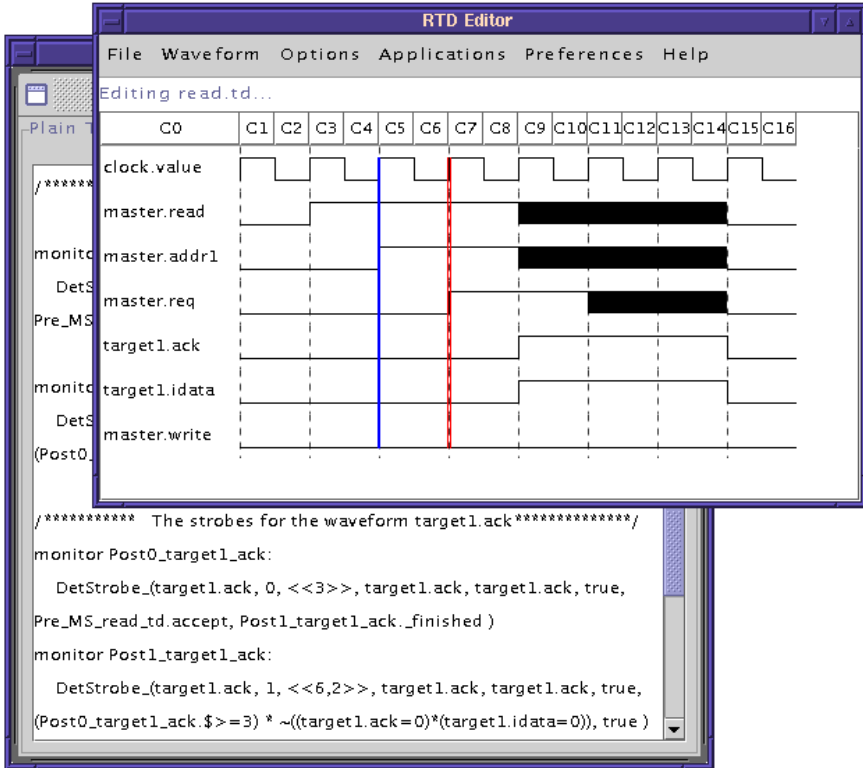 RTD Editor
File Waveform Options Applications Preferences Help
Editing read.td...
C0 C1 C2 C3 C4 C5 C6 C7 C8 C9 C10 C11 C12 C13 C14 C15 C16
clock.value
master.read
master.addr1
master.req
target1.ack
target1.idata
master.write
Plain
/******
monito
DetS
Pre_MS
monito
DetS
(Post0_
/*********** The strobes for the waveform target1.ack**************/
monitor Post0_target1_ack:
DetStrobe_(target1.ack, 0, <<3>>, target1.ack, target1.ack, true,
Pre_MS_read_td.accept, Post1_target1_ack._finished )
monitor Post1_target1_ack:
DetStrobe_(target1.ack, 1, <<6,2>>, target1.ack, target1.ack, true,
(Post0_target1_ack.$>=3) * ~((target1.ack=0)*(target1.idata=0)), true )